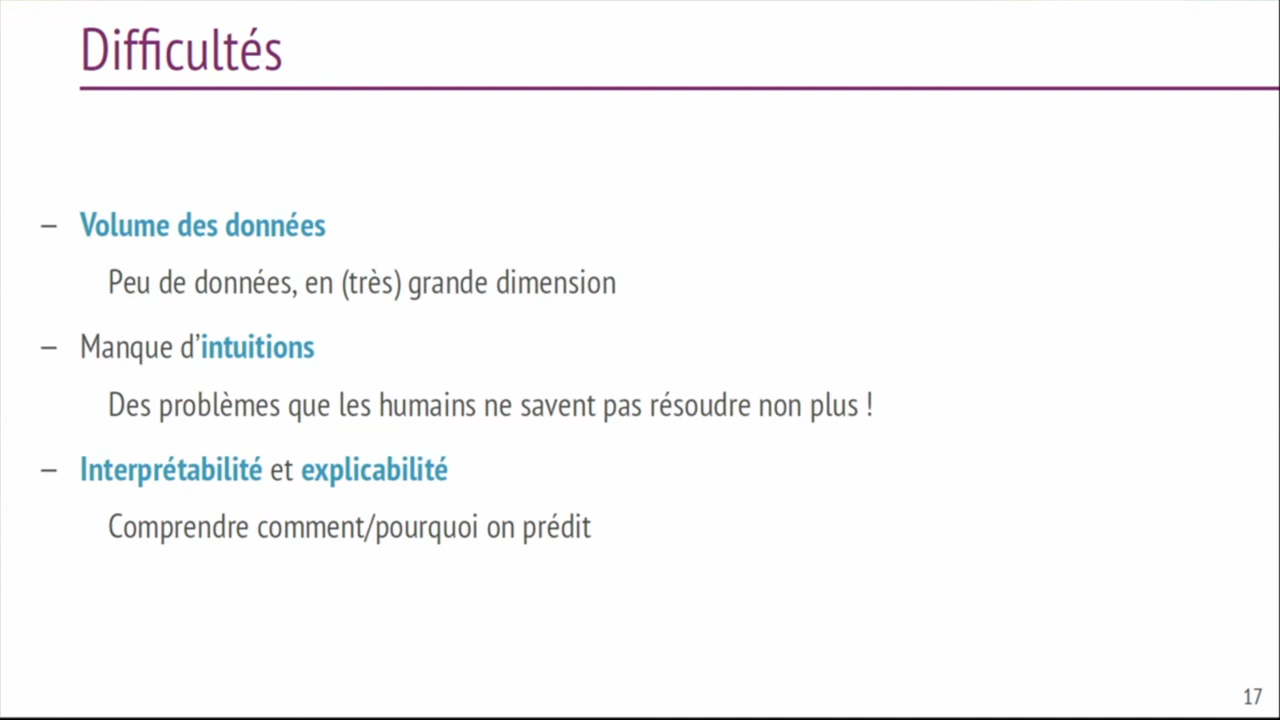 Difficultés
– Volume des données
Peu de données, en (très) grande dimension
– Manque d’intuitions
Des problèmes que les humains ne savent pas résoudre non plus !
– Interprétabilité et explicabilité
Comprendre comment/pourquoi on prédit
17